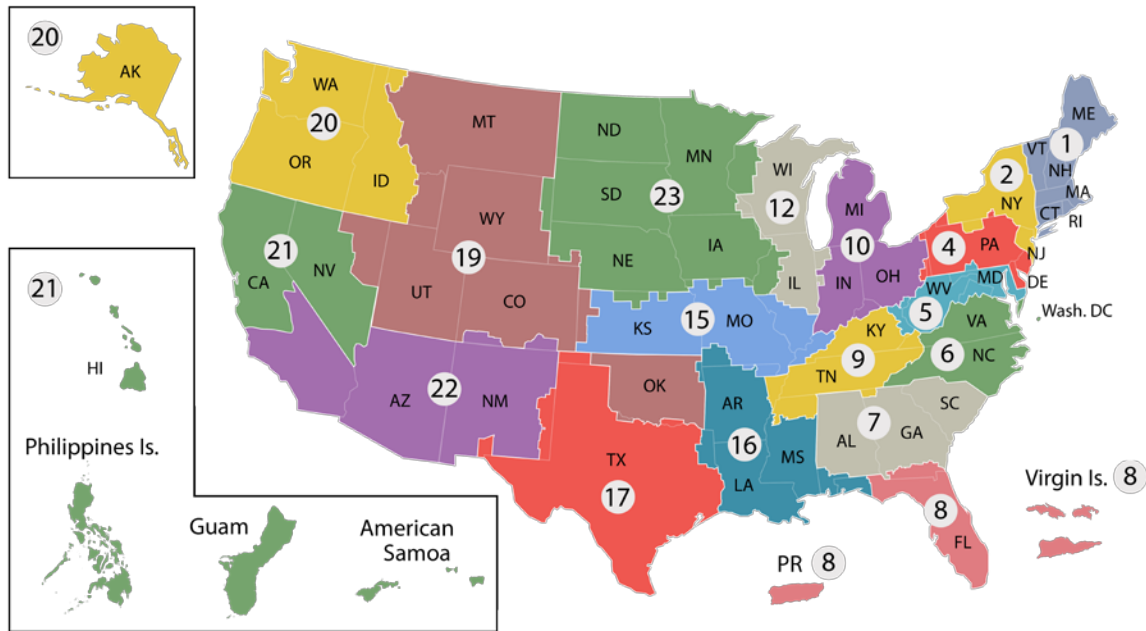 20
AK
WA
20
OR
ID
MT
ND
MN
ME
VT
1
NH
2
NY
MA
CT
RI
WI
12
SD
23
WY
19
MI
10
4
PA
NJ
DE
21
CA
NV
UT
CO
NE
IA
IL
IN
OH
WV
MD
5
Wash. DC
VA
6
NC
KS
15
MO
KY
9
TN
21
HI
AZ
22
NM
OK
AR
16
MS
LA
AL
7
GA
SC
TX
17
8
FL
Philippines Is.
Guam
American
Samoa
PR 8
Virgin Is. 8